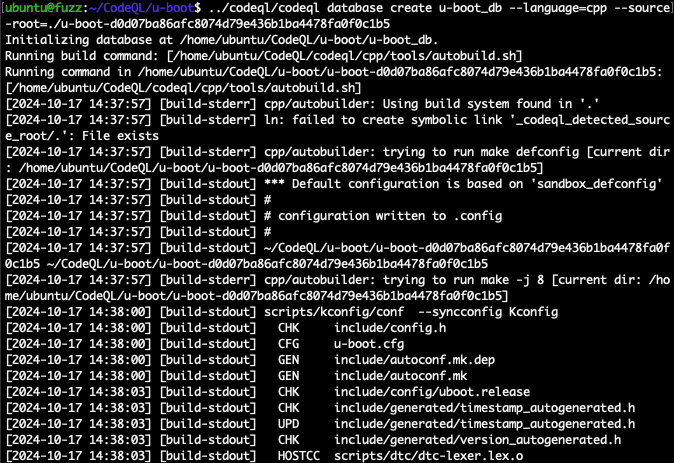 ubuntu@fuzz:~/CodeQL/u-boot$ ../codeql/codeql database create u-boot_db --language=cpp --source
-root=./u-boot-d0d07ba86afc8074d79e436b1ba4478fa0f0c1b5
Initializing database at /home/ubuntu/CodeQL/u-boot/u-boot_db.
Running build command: [/home/ubuntu/CodeQL/codeql/cpp/tools/autobuild.sh]
Running command in /home/ubuntu/CodeQL/u-boot/u-boot-d0d07ba86afc8074d79e436b1ba4478fa0f0c1b5:
[/home/ubuntu/CodeQL/codeql/cpp/tools/autobuild.sh]
[2024-10-17 14:37:57] [build-stderr] cpp/autobuilder: Using build system found in '.'
[2024-10-17 14:37:57] [build-stderr] ln: failed to create symbolic link '_codeql_detected_sourc
e_root/.': File exists
[2024-10-17 14:37:57] [build-stderr] cpp/autobuilder: trying to run make defconfig [current dir
: /home/ubuntu/CodeQL/u-boot/u-boot-d0d07ba86afc8074d79e436b1ba4478fa0f0c1b5]
[2024-10-17 14:37:57] [build-stdout] *** Default configuration is based on 'sandbox_defconfig'
[2024-10-17 14:37:57] [build-stdout] #
[2024-10-17 14:37:57] [build-stdout] # configuration written to .config
[2024-10-17 14:37:57] [build-stdout] #
[2024-10-17 14:37:57] [build-stdout] ~/CodeQL/u-boot/u-boot-d0d07ba86afc8074d79e436b1ba4478fa0f
0c1b5 ~/CodeQL/u-boot/u-boot-d0d07ba86afc8074d79e436b1ba4478fa0f0c1b5
[2024-10-17 14:37:57] [build-stderr] cpp/autobuilder: trying to run make -j 8 [current dir: /ho
me/ubuntu/CodeQL/u-boot/u-boot-d0d07ba86afc8074d79e436b1ba4478fa0f0c1b5]
[2024-10-17 14:38:00] [build-stdout] scripts/kconfig/conf  --syncconfig Kconfig
[2024-10-17 14:38:00] [build-stdout]   CHK     include/config.h
[2024-10-17 14:38:00] [build-stdout]   CFG     u-boot.cfg
[2024-10-17 14:38:00] [build-stdout]   GEN     include/autoconf.mk.dep
[2024-10-17 14:38:00] [build-stdout]   GEN     include/autoconf.mk
[2024-10-17 14:38:03] [build-stdout]   CHK     include/config/uboot.release
[2024-10-17 14:38:03] [build-stdout]   CHK     include/generated/timestamp_autogenerated.h
[2024-10-17 14:38:03] [build-stdout]   UPD     include/generated/timestamp_autogenerated.h
[2024-10-17 14:38:03] [build-stdout]   CHK     include/generated/version_autogenerated.h
[2024-10-17 14:38:03] [build-stdout]   HOSTCC  scripts/dtc/dtc-lexer.lex.o